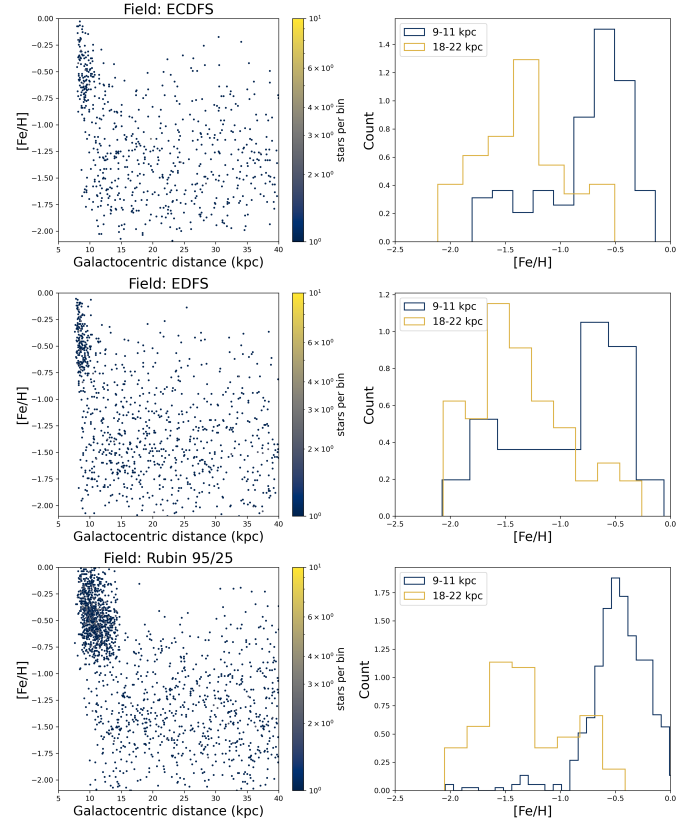 Field: ECDFS
0.00
−0.25
−0.50
−0.75
−1.00
−1.25
−1.50
−1.75
−2.00
[Fe/H]
5 10 15 20 25 30 35 40
Galactocentric distance (kpc)
10¹
6 × 10⁰
4 × 10⁰
3 × 10⁰
2 × 10⁰
10⁰
stars per bin
9-11 kpc
18-22 kpc
1.4
1.2
1.0
0.8
0.6
0.4
0.2
0.0
Count
−2.5 −2.0 −1.5 −1.0 −0.5 0.0
[Fe/H]
Field: EDFS
0.00
−0.25
−0.50
−0.75
−1.00
−1.25
−1.50
−1.75
−2.00
[Fe/H]
5 10 15 20 25 30 35 40
Galactocentric distance (kpc)
10¹
6 × 10⁰
4 × 10⁰
3 × 10⁰
2 × 10⁰
10⁰
stars per bin
9-11 kpc
18-22 kpc
1.2
1.0
0.8
0.6
0.4
0.2
0.0
Count
−2.5 −2.0 −1.5 −1.0 −0.5 0.0
[Fe/H]
Field: Rubin 95/25
0.00
−0.25
−0.50
−0.75
−1.00
−1.25
−1.50
−1.75
−2.00
[Fe/H]
5 10 15 20 25 30 35 40
Galactocentric distance (kpc)
10¹
6 × 10⁰
4 × 10⁰
3 × 10⁰
2 × 10⁰
10⁰
stars per bin
9-11 kpc
18-22 kpc
1.75
1.50
1.25
1.00
0.75
0.50
0.25
0.00
Count
−2.5 −2.0 −1.5 −1.0 −0.5 0.0
[Fe/H]